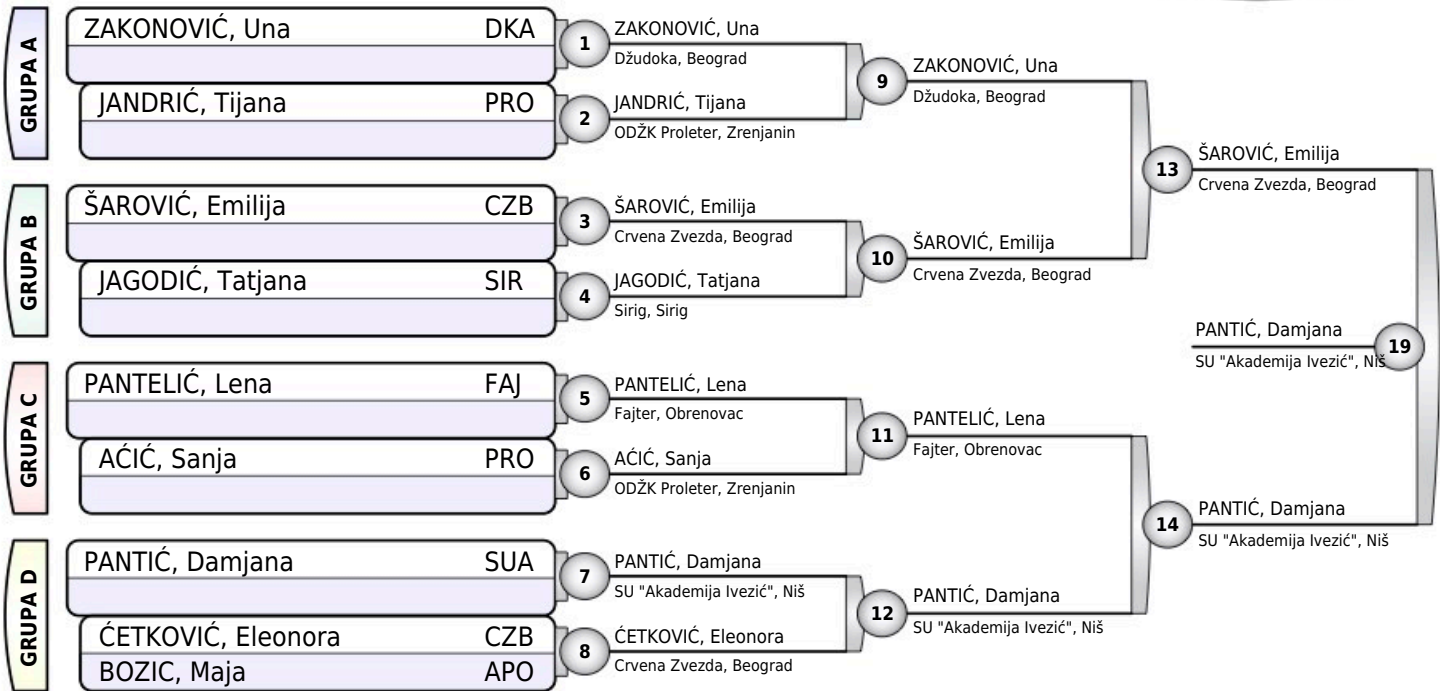 GRUPA A
ZAKONOVIĆ, Una DKA
JANDRIĆ, Tijana PRO
GRUPA B
ŠAROVIĆ, Emilija CZB
JAGODIĆ, Tatjana SIR
GRUPA C
PANTELIĆ, Lena FAJ
AĆIĆ, Sanja PRO
GRUPA D
PANTIĆ, Damjana SUA
ĆETKOVIĆ, Eleonora CZB
BOZIC, Maja APO
1
ZAKONOVIĆ, Una
Džudoka, Beograd
2
JANDRIĆ, Tijana
ODŽK Proleter, Zrenjanin
3
ŠAROVIĆ, Emilija
Crvena Zvezda, Beograd
4
JAGODIĆ, Tatjana
Sirig, Sirig
5
PANTELIĆ, Lena
Fajter, Obrenovac
6
AĆIĆ, Sanja
ODŽK Proleter, Zrenjanin
7
PANTIĆ, Damjana
SU "Akademija Ivezić", Niš
8
ĆETKOVIĆ, Eleonora
Crvena Zvezda, Beograd
9
ZAKONOVIĆ, Una
Džudoka, Beograd
10
ŠAROVIĆ, Emilija
Crvena Zvezda, Beograd
11
PANTELIĆ, Lena
Fajter, Obrenovac
12
PANTIĆ, Damjana
SU "Akademija Ivezić", Niš
13
ŠAROVIĆ, Emilija
Crvena Zvezda, Beograd
14
PANTIĆ, Damjana
SU "Akademija Ivezić", Niš
PANTIĆ, Damjana
SU "Akademija Ivezić", Niš
19